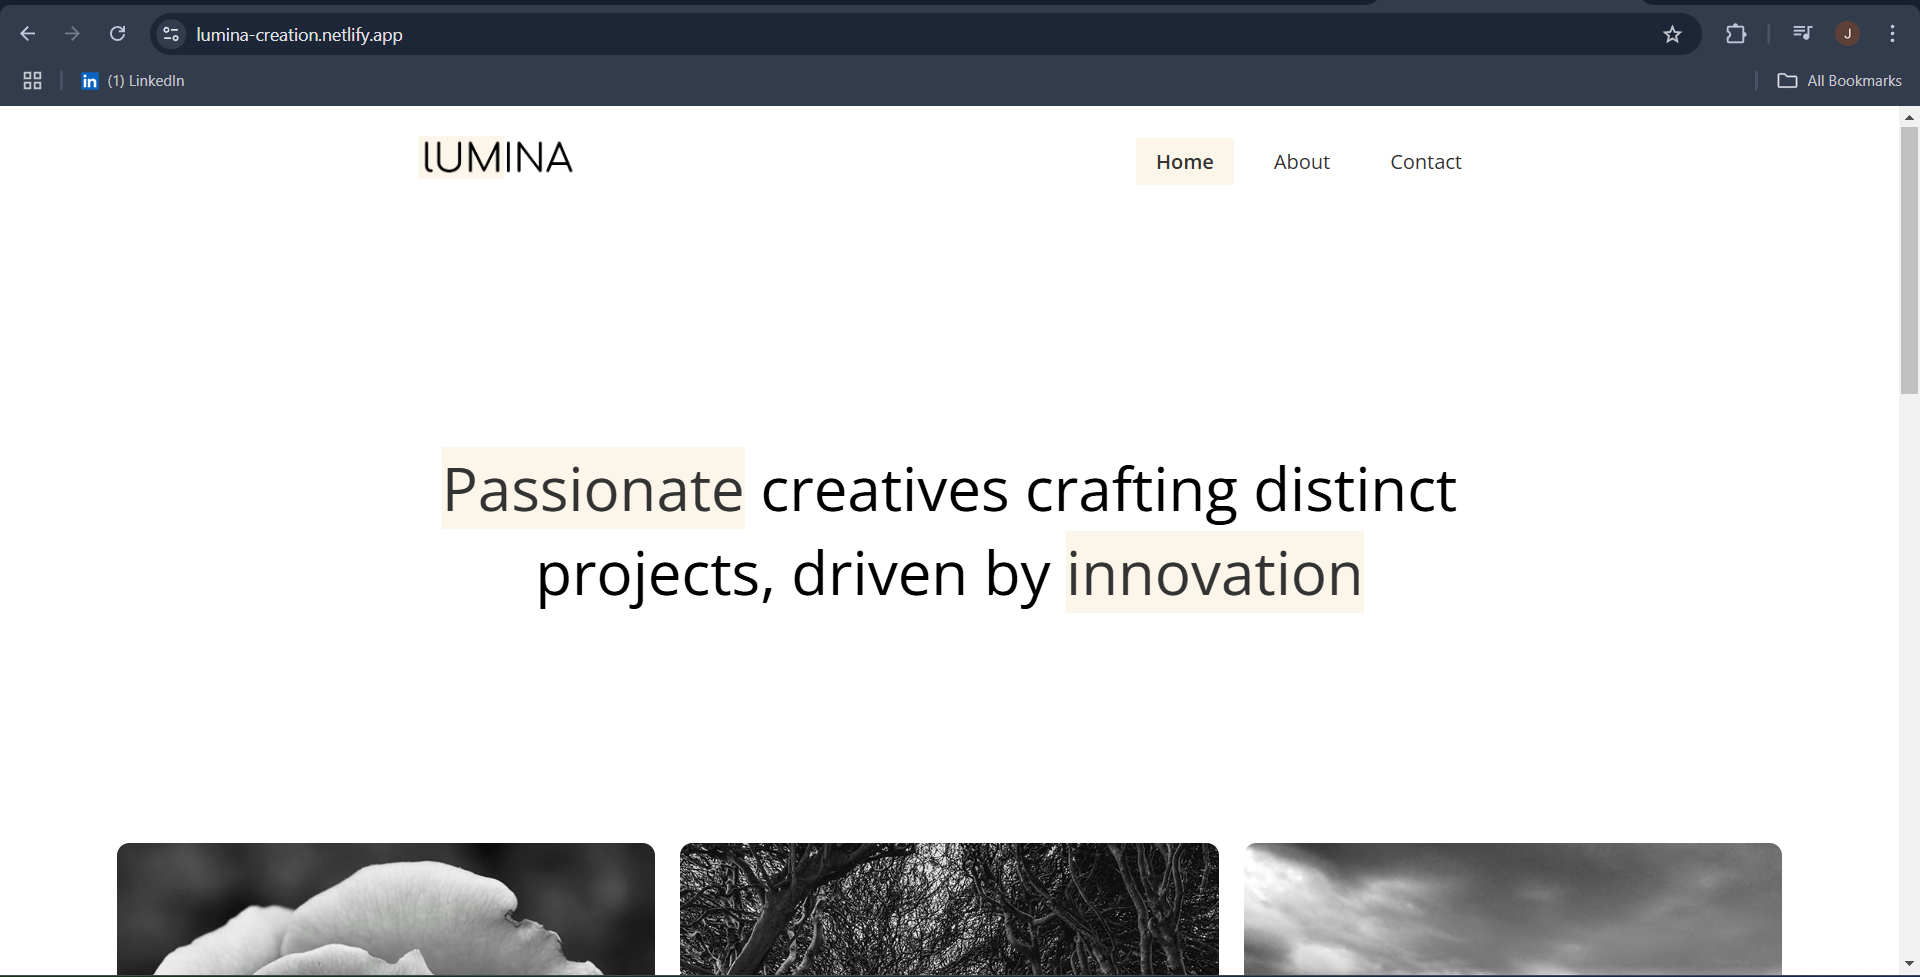 lumina-creation.netlify.app
J
(1) LinkedIn
All Bookmarks
lUMINA
Home
About
Contact
Passionate creatives crafting distinct
projects, driven by innovation